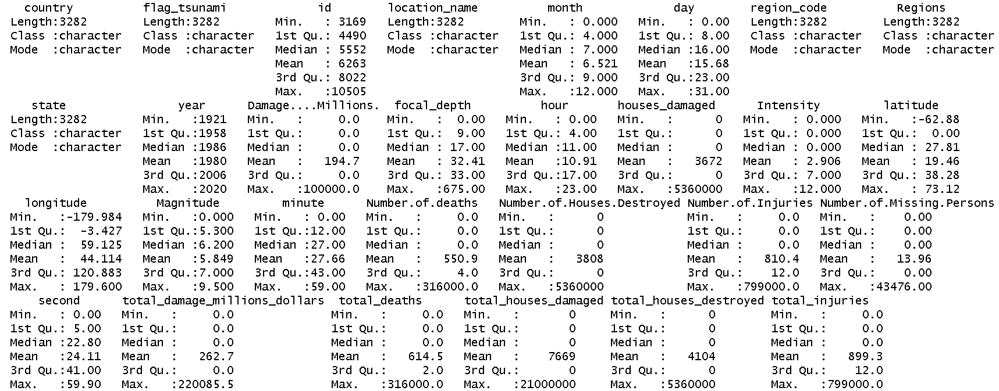 country flag_tsunami id location_name month day region_code Regions
Length:3282 Length:3282 Min. : 3169 Length:3282 Min. : 0.000 Min. : 0.00 Length:3282 Length:3282
Class :character Class :character 1st Qu.: 4490 Class :character 1st Qu.: 4.000 1st Qu.: 8.00 Class :character Class :character
Mode :character Mode :character Median : 5552 Mode :character Median : 7.000 Median :16.00 Mode :character Mode :character
Mean : 6263 Mean : 6.521 Mean :15.68
3rd Qu.: 8022 3rd Qu.: 9.000 3rd Qu.:23.00
Max. :10505 Max. :12.000 Max. :31.00
state year Damage....Millions. focal_depth hour houses_damaged Intensity latitude
Length:3282 Min. :1921 Min. : 0.0 Min. : 0.00 Min. : 0.00 Min. : 0 Min. : 0.000 Min. :-62.88
Class :character 1st Qu.:1958 1st Qu.: 0.0 1st Qu.: 9.00 1st Qu.: 4.00 1st Qu.: 0 1st Qu.: 0.000 1st Qu.: 0.00
Mode :character Median :1986 Median : 0.0 Median : 17.00 Median :11.00 Median : 0 Median : 0.000 Median : 27.81
Mean :1980 Mean : 194.7 Mean : 32.41 Mean :10.91 Mean : 3672 Mean : 2.906 Mean : 19.46
3rd Qu.:2006 3rd Qu.: 0.0 3rd Qu.: 33.00 3rd Qu.:17.00 3rd Qu.: 0 3rd Qu.: 7.000 3rd Qu.: 38.28
Max. :2020 Max. :100000.0 Max. :675.00 Max. :23.00 Max. :5360000 Max. :12.000 Max. : 73.12
longitude Magnitude minute Number.of.deaths Number.of.Houses.Destroyed Number.of.Injuries Number.of.Missing.Persons
Min. :-179.984 Min. :0.000 Min. : 0.00 Min. : 0.0 Min. : 0 Min. : 0.0 Min. : 0.00
1st Qu.: -3.427 1st Qu.:5.300 1st Qu.:12.00 1st Qu.: 0.0 1st Qu.: 0 1st Qu.: 0.0 1st Qu.: 0.00
Median : 59.125 Median :6.200 Median :27.00 Median : 0.0 Median : 0 Median : 0.0 Median : 0.00
Mean : 44.114 Mean :5.849 Mean :27.66 Mean : 550.9 Mean : 3808 Mean : 810.4 Mean : 13.96
3rd Qu.: 120.883 3rd Qu.:7.000 3rd Qu.:43.00 3rd Qu.: 4.0 3rd Qu.: 0 3rd Qu.: 12.0 3rd Qu.: 0.00
Max. : 179.600 Max. :9.500 Max. :59.00 Max. :316000.0 Max. :5360000 Max. :799000.0 Max. :43476.00
second total_damage_millions_dollars total_deaths total_houses_damaged total_houses_destroyed total_injuries
Min. : 0.00 Min. : 0.0 Min. : 0.0 Min. : 0 Min. : 0 Min. : 0.0
1st Qu.: 5.00 1st Qu.: 0.0 1st Qu.: 0.0 1st Qu.: 0 1st Qu.: 0 1st Qu.: 0.0
Median :22.80 Median : 0.0 Median : 0.0 Median : 0 Median : 0 Median : 0.0
Mean :24.11 Mean : 262.7 Mean : 614.5 Mean : 7669 Mean : 4104 Mean : 899.3
3rd Qu.:41.00 3rd Qu.: 0.0 3rd Qu.: 2.0 3rd Qu.: 0 3rd Qu.: 0 3rd Qu.: 12.0
Max. :59.90 Max. :220085.5 Max. :316000.0 Max. :21000000 Max. :5360000 Max. :799000.0